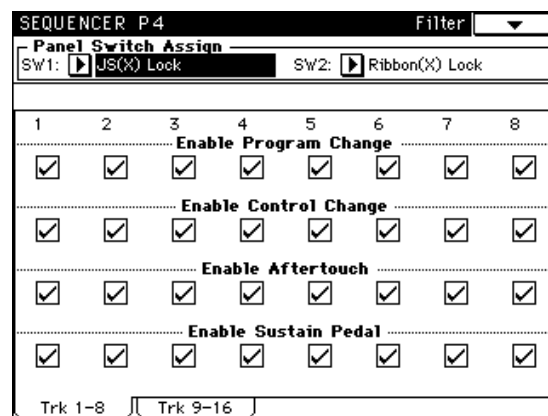 SEQUENCER P4 Filter
Panel Switch Assign
SW1: JS(X) Lock SW2: Ribbon(X) Lock
1 2 3 4 5 6 7 8
Enable Program Change
Enable Control Change
Enable Aftertouch
Enable Sustain Pedal
Trk 1-8 Trk 9-16